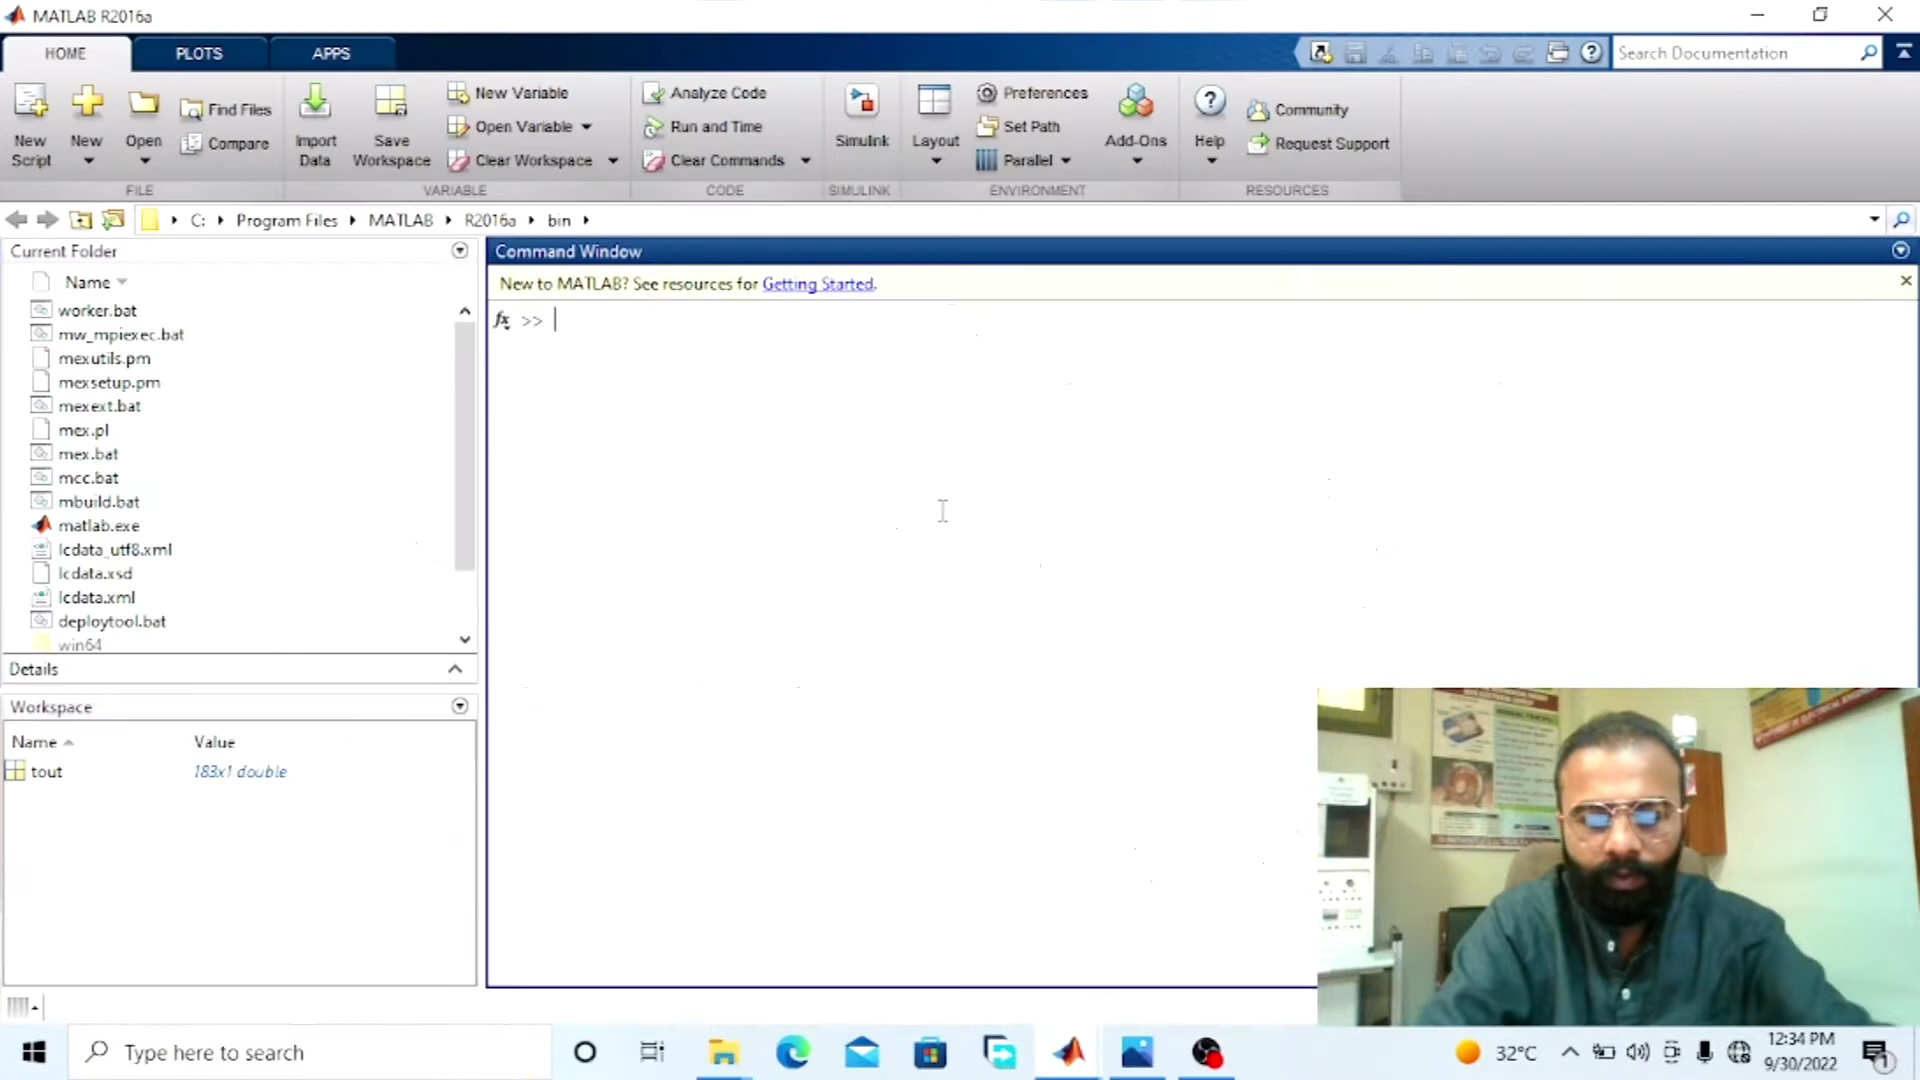 MATLAB R2016a
HOME
PLOTS
APPS
Search Documentation
New Script
New
Open
Find Files
Compare
FILE
Import Data
Save Workspace
New Variable
Open Variable
Clear Workspace
VARIABLE
Analyze Code
Run and Time
Clear Commands
CODE
Simulink
SIMULINK
Layout
Preferences
Set Path
Parallel
Add-Ons
ENVIRONMENT
Help
Community
Request Support
RESOURCES
C: Program Files MATLAB R2016a bin
Current Folder
Name
worker.bat
mw_mpiexec.bat
mexutils.pm
mexsetup.pm
mexext.bat
mex.pl
mex.bat
mcc.bat
mbuild.bat
matlab.exe
lcdata_utf8.xml
lcdata.xsd
lcdata.xml
deploytool.bat
win64
Details
Workspace
Name Value
tout 183x1 double
Command Window
New to MATLAB? See resources for Getting Started.
fx >>
Type here to search
32°C
12:34 PM
9/30/2022
1